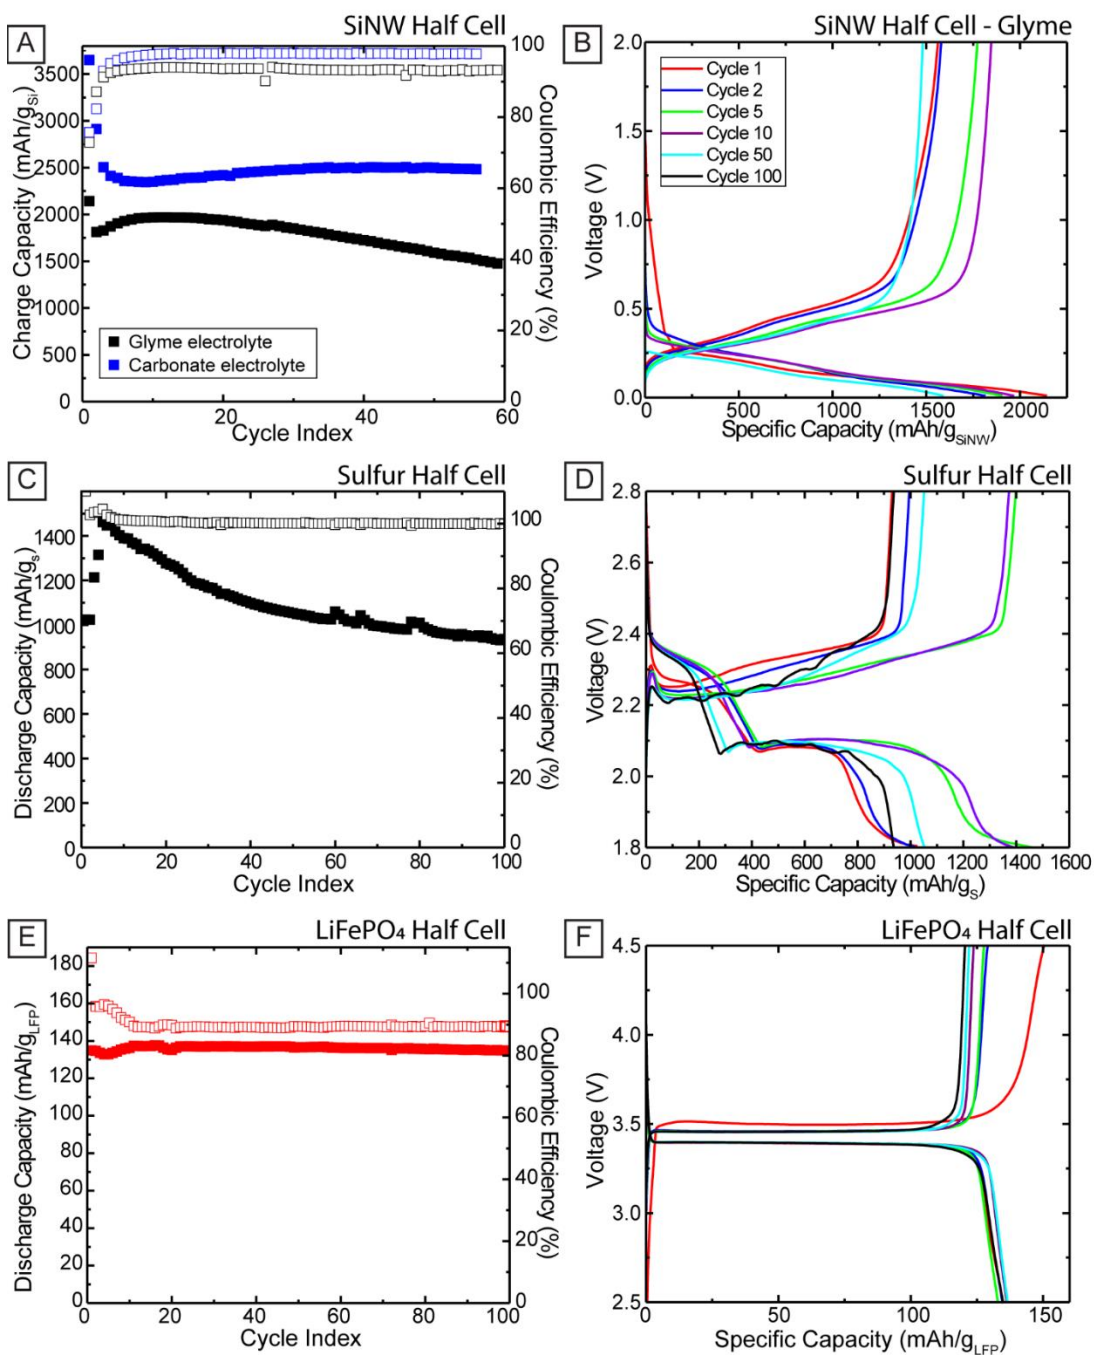 A
SiNW Half Cell
3500
3000
2500
2000
1500
1000
500
0
100
80
60
40
20
0
Charge Capacity (mAh/gSi)
Coulombic Efficiency (%)
Glyme electrolyte
Carbonate electrolyte
0 20 40 60
Cycle Index
B
SiNW Half Cell - Glyme
2.0
1.5
1.0
0.5
0.0
Voltage (V)
Cycle 1
Cycle 2
Cycle 5
Cycle 10
Cycle 50
Cycle 100
0 500 1000 1500 2000
Specific Capacity (mAh/gSiNW)
C
Sulfur Half Cell
1400
1200
1000
800
600
400
200
0
100
80
60
40
20
0
Discharge Capacity (mAh/gs)
Coulombic Efficiency (%)
0 20 40 60 80 100
Cycle Index
D
Sulfur Half Cell
2.8
2.6
2.4
2.2
2.0
1.8
Voltage (V)
0 200 400 600 800 1000 1200 1400 1600
Specific Capacity (mAh/gS)
E
LiFePO₄ Half Cell
180
160
140
120
100
80
60
40
20
0
100
80
60
40
20
0
Discharge Capacity (mAh/gLFP)
Coulombic Efficiency (%)
0 20 40 60 80 100
Cycle Index
F
LiFePO₄ Half Cell
4.5
4.0
3.5
3.0
2.5
Voltage (V)
0 50 100 150
Specific Capacity (mAh/gLFP)